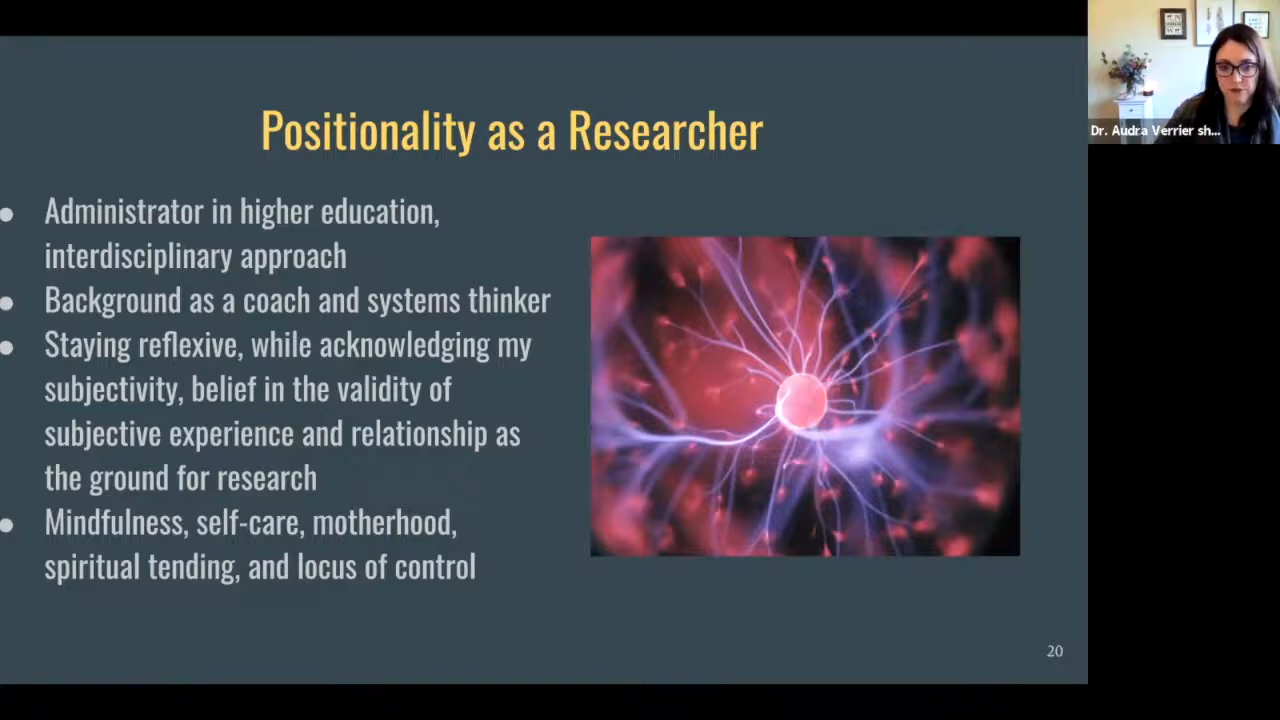 Positionality as a Researcher
● Administrator in higher education,
interdisciplinary approach
● Background as a coach and systems thinker
● Staying reflexive, while acknowledging my
subjectivity, belief in the validity of
subjective experience and relationship as
the ground for research
● Mindfulness, self-care, motherhood,
spiritual tending, and locus of control
20
Dr. Audra Verrier sh...